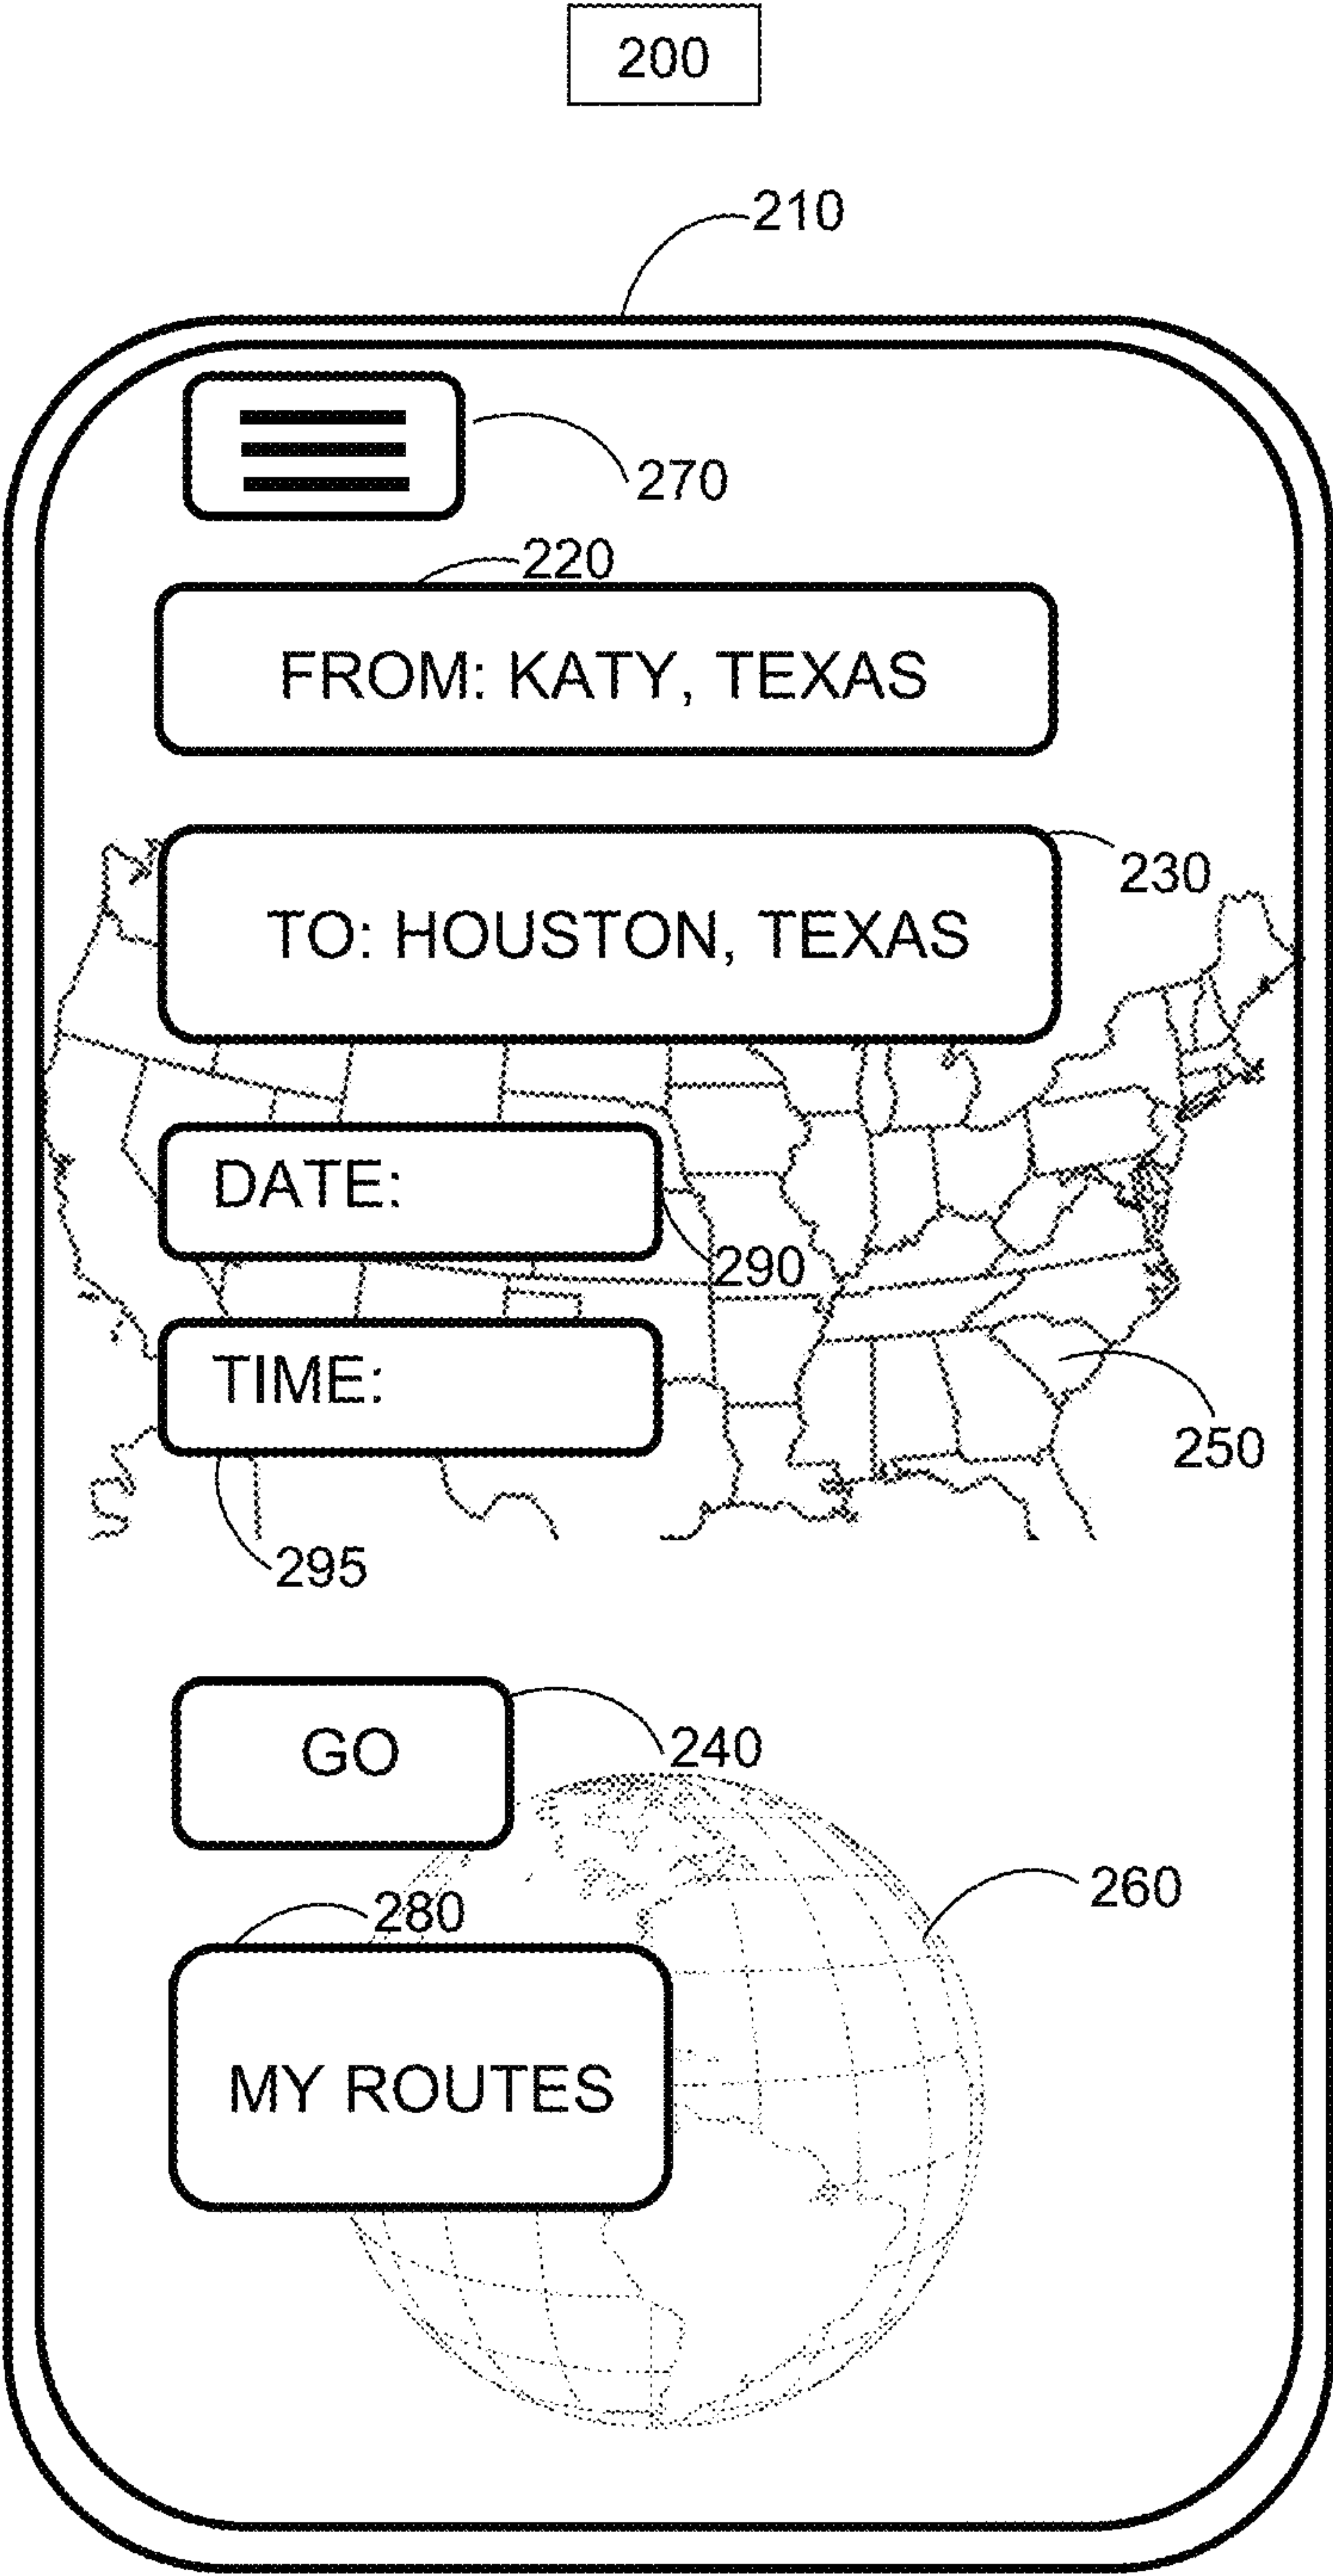 200
210
270
220
FROM: KATY, TEXAS
230
TO: HOUSTON, TEXAS
DATE:
290
TIME:
250
295
GO
240
260
280
MY ROUTES